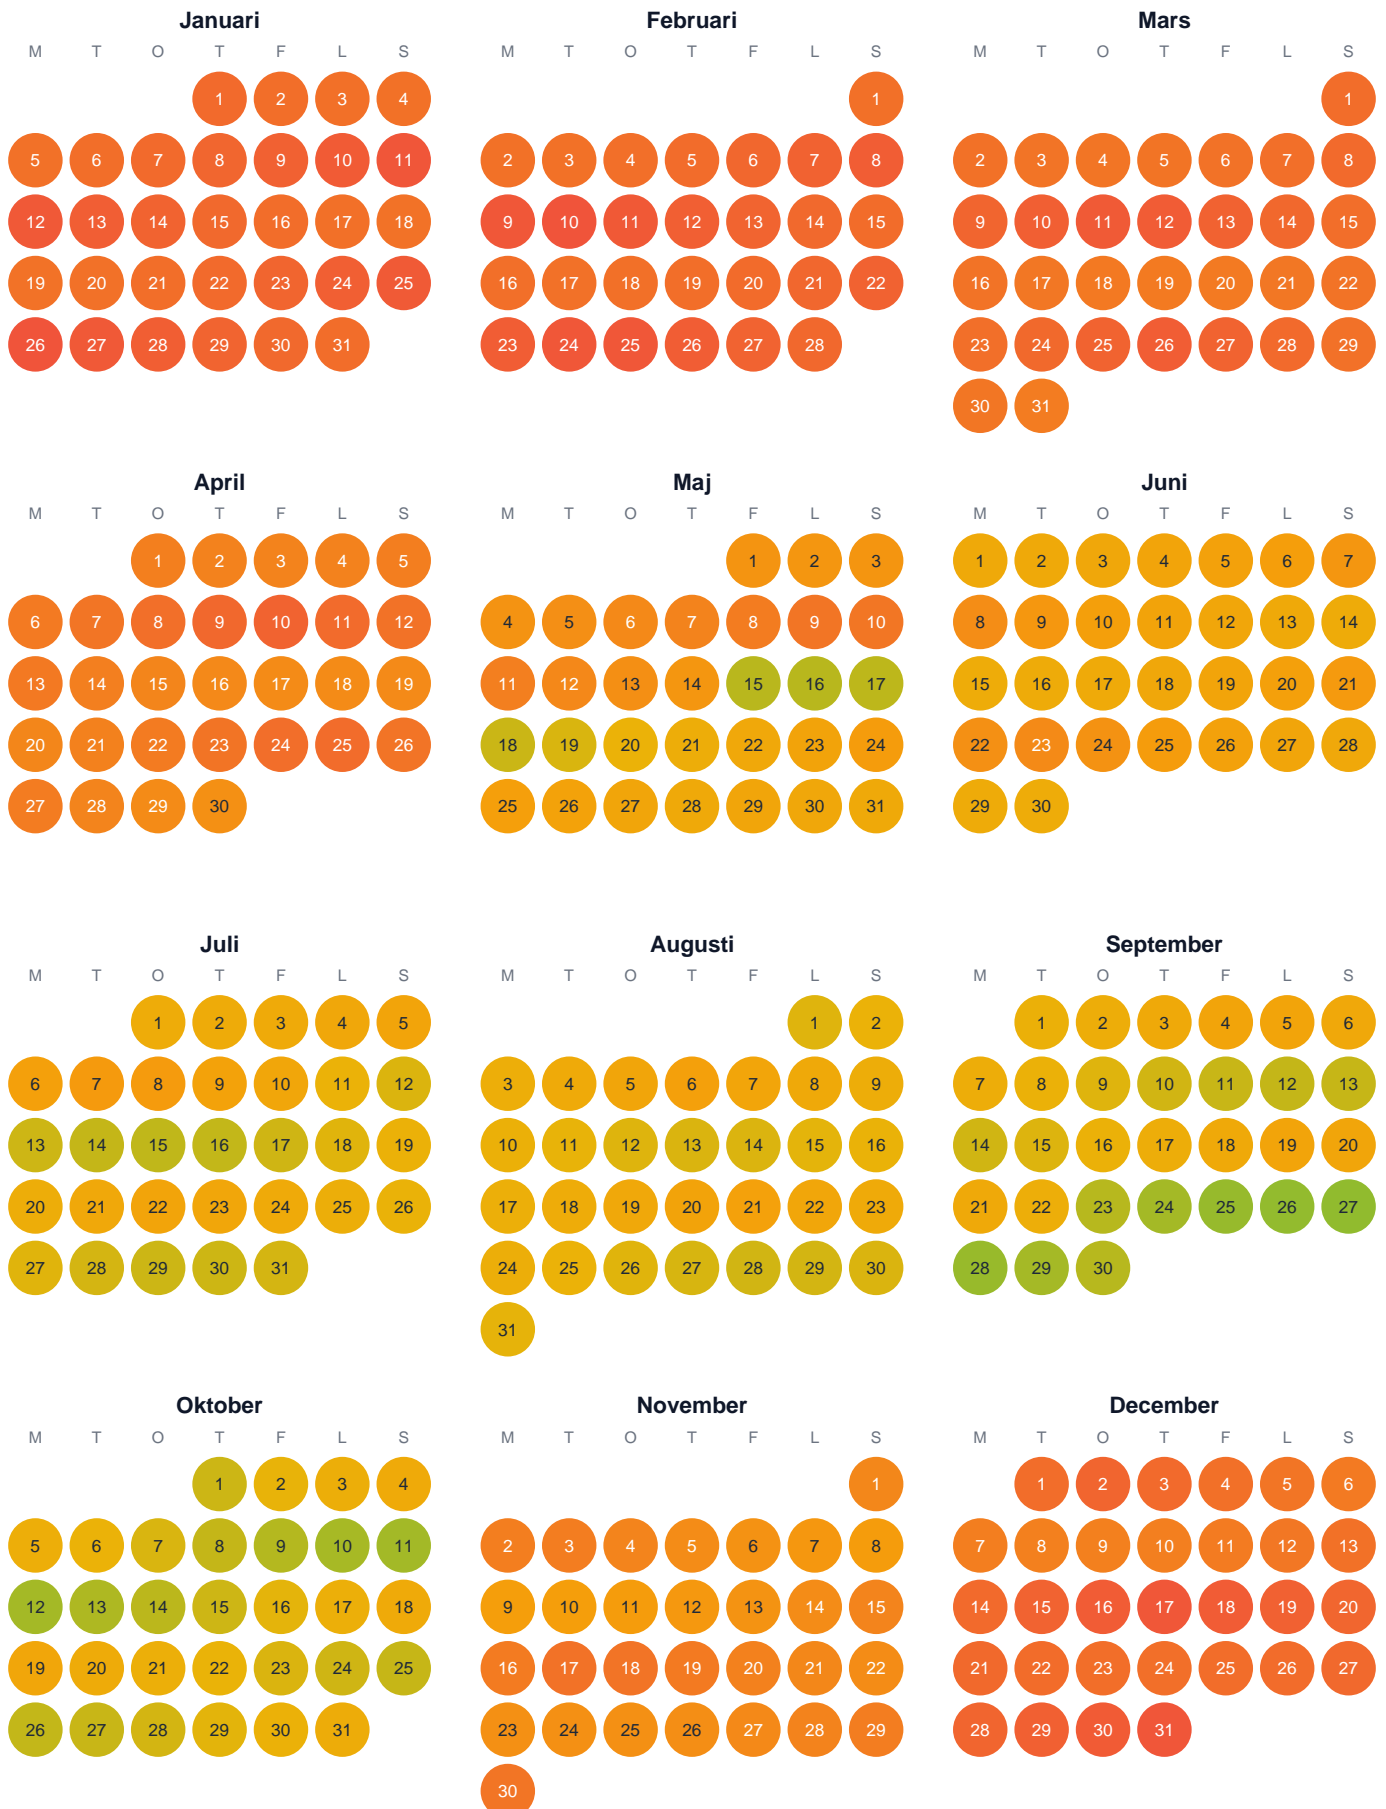 Januari Februari Mars
M T O T F L S M T O T F L S M T O T F L S
1 2 3 4 1 1
5 6 7 8 9 10 11 2 3 4 5 6 7 8 2 3 4 5 6 7 8
12 13 14 15 16 17 18 9 10 11 12 13 14 15 9 10 11 12 13 14 15
19 20 21 22 23 24 25 16 17 18 19 20 21 22 16 17 18 19 20 21 22
26 27 28 29 30 31 23 24 25 26 27 28 23 24 25 26 27 28 29
30 31
April Maj Juni
M T O T F L S M T O T F L S M T O T F L S
1 2 3 4 5 1 2 3 1 2 3 4 5 6 7
6 7 8 9 10 11 12 4 5 6 7 8 9 10 8 9 10 11 12 13 14
13 14 15 16 17 18 19 11 12 13 14 15 16 17 15 16 17 18 19 20 21
20 21 22 23 24 25 26 18 19 20 21 22 23 24 22 23 24 25 26 27 28
27 28 29 30 25 26 27 28 29 30 31 29 30
Juli Augusti September
M T O T F L S M T O T F L S M T O T F L S
1 2 3 4 5 1 2 1 2 3 4 5 6
6 7 8 9 10 11 12 3 4 5 6 7 8 9 7 8 9 10 11 12 13
13 14 15 16 17 18 19 10 11 12 13 14 15 16 14 15 16 17 18 19 20
20 21 22 23 24 25 26 17 18 19 20 21 22 23 21 22 23 24 25 26 27
27 28 29 30 31 24 25 26 27 28 29 30 28 29 30
31
Oktober November December
M T O T F L S M T O T F L S M T O T F L S
1 2 3 4 1 1 2 3 4 5 6
5 6 7 8 9 10 11 2 3 4 5 6 7 8 7 8 9 10 11 12 13
12 13 14 15 16 17 18 9 10 11 12 13 14 15 14 15 16 17 18 19 20
19 20 21 22 23 24 25 16 17 18 19 20 21 22 21 22 23 24 25 26 27
26 27 28 29 30 31 23 24 25 26 27 28 29 28 29 30 31
30